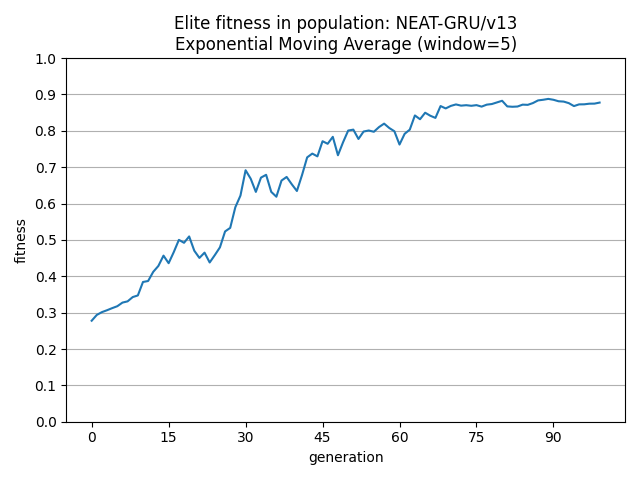 Elite fitness in population: NEAT-GRU/v13
Exponential Moving Average (window=5)
1.0
0.9
0.8
0.7
0.6
0.5
0.4
0.3
0.2
0.1
0.0
fitness
0 15 30 45 60 75 90
generation